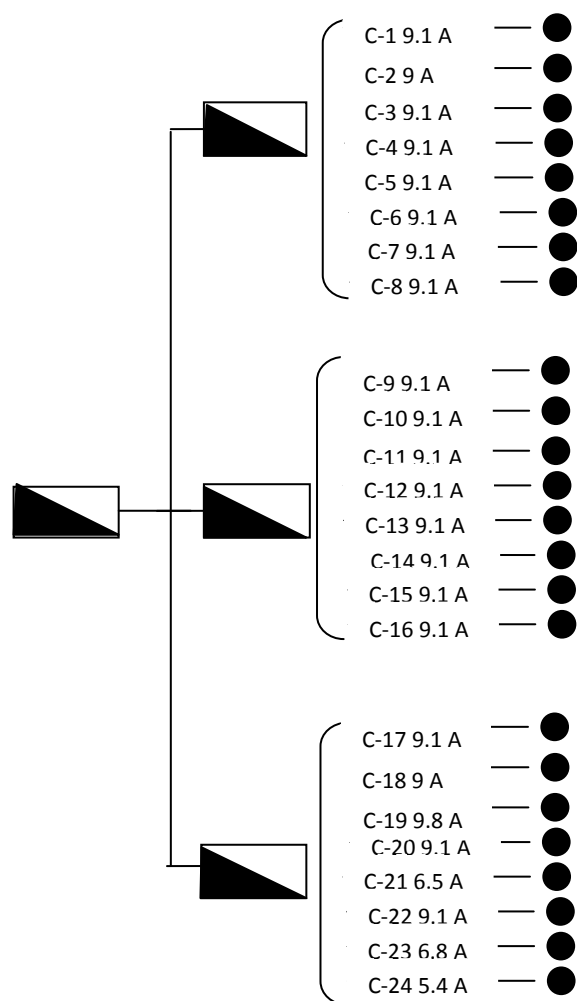 C-1 9.1 A
C-2 9 A
C-3 9.1 A
C-4 9.1 A
C-5 9.1 A
C-6 9.1 A
C-7 9.1 A
C-8 9.1 A
C-9 9.1 A
C-10 9.1 A
C-11 9.1 A
C-12 9.1 A
C-13 9.1 A
C-14 9.1 A
C-15 9.1 A
C-16 9.1 A
C-17 9.1 A
C-18 9 A
C-19 9.8 A
C-20 9.1 A
C-21 6.5 A
C-22 9.1 A
C-23 6.8 A
C-24 5.4 A